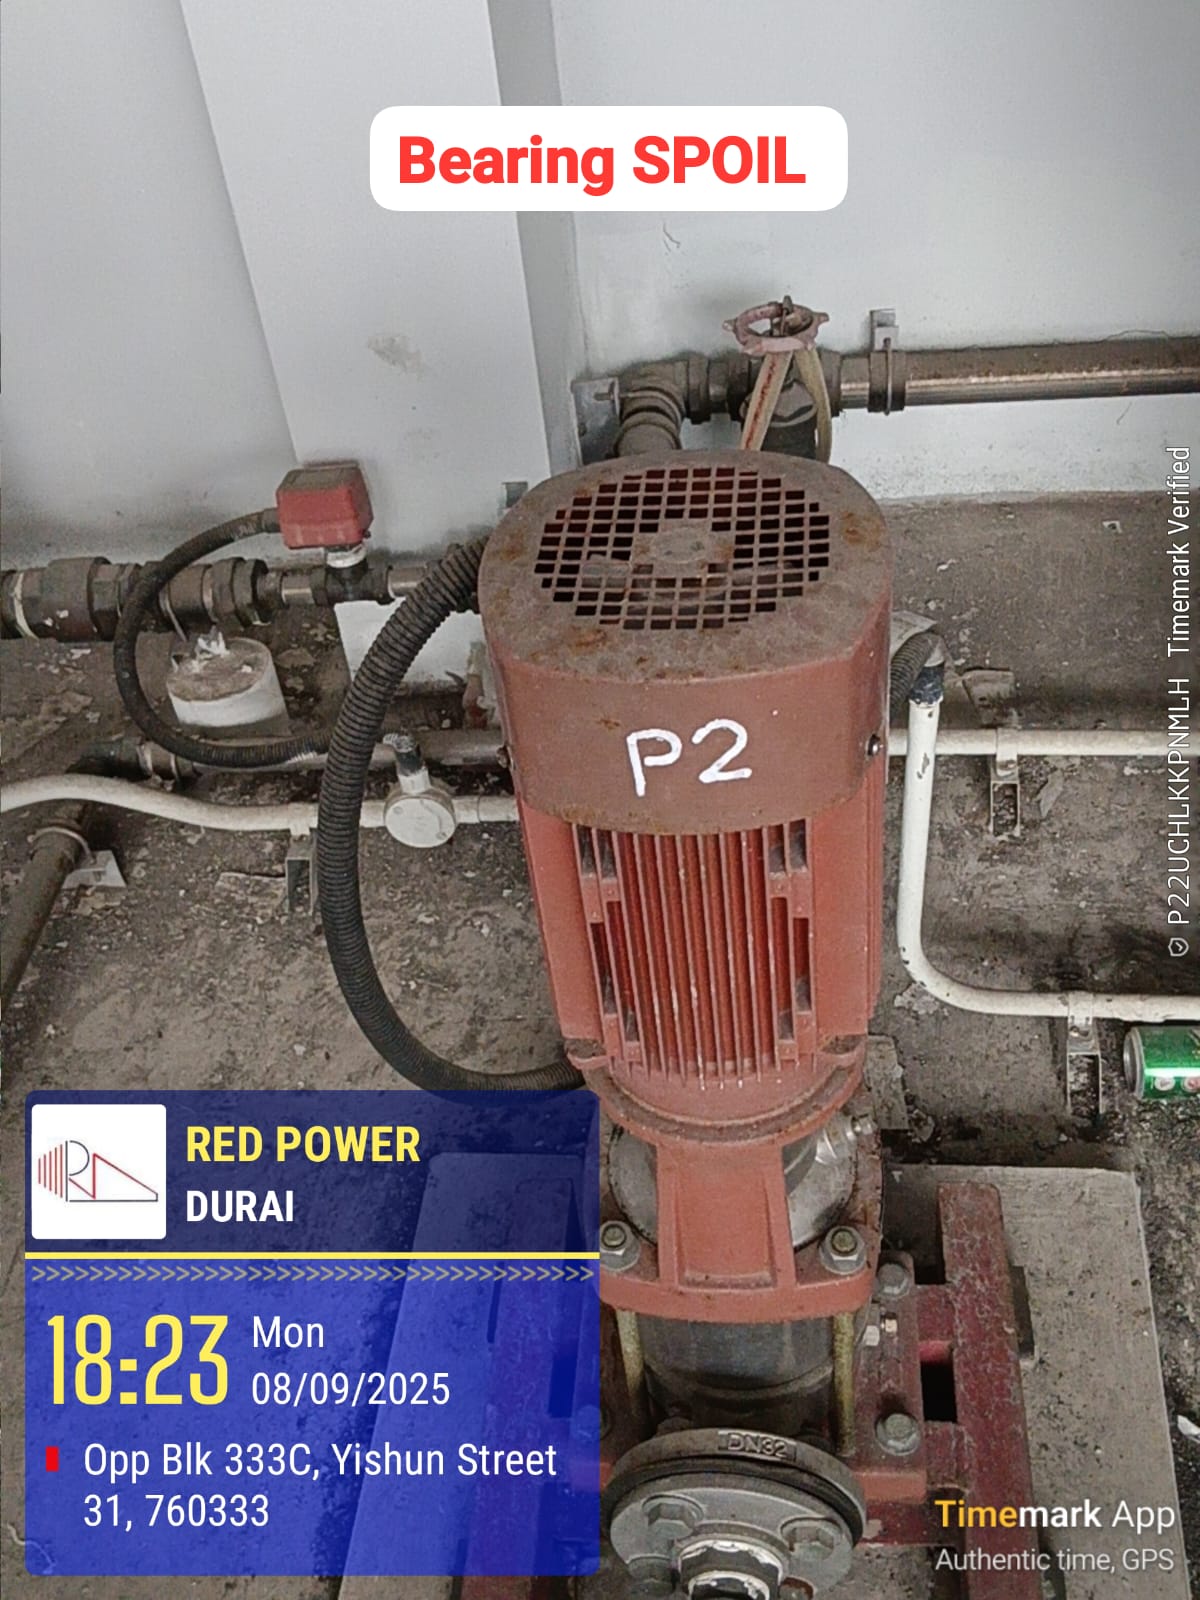 Bearing SPOIL
P2
P22UCHLKKPNMLH Timemark Verified
RED POWER
DURAI
>>>>>>>>>>>>>>>>>>>>>>>>>>>>>>>>>>>>>>>
18:23
Mon
08/09/2025
Opp Blk 333C, Yishun Street
31, 760333
DN32
Timemark App
Authentic time, GPS